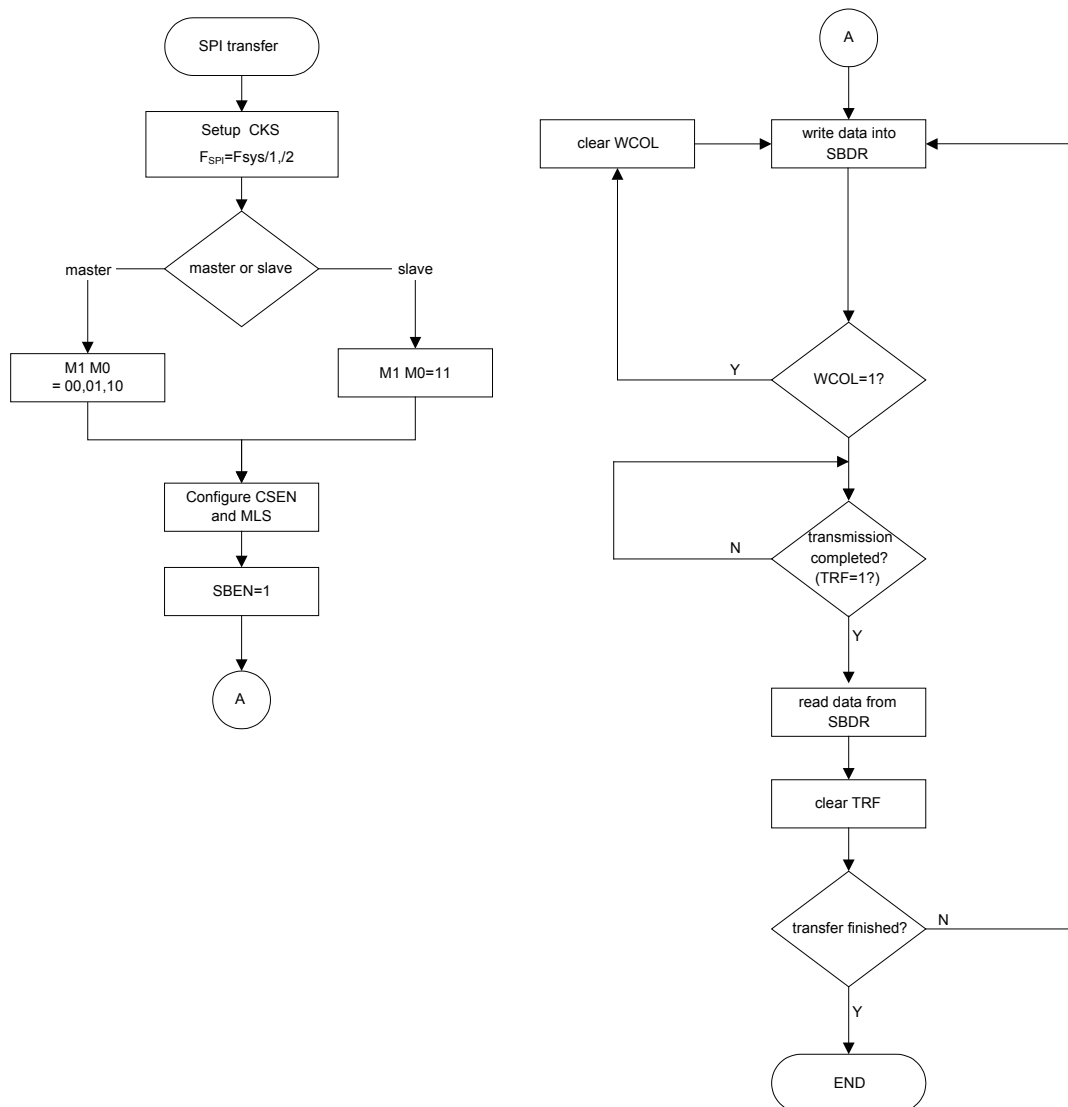 SPI transfer
Setup CKS
FSPI=Fsys/1,/2
master or slave
master
slave
M1 M0
= 00,01,10
M1 M0=11
Configure CSEN
and MLS
SBEN=1
A
A
write data into
SBDR
clear WCOL
WCOL=1?
Y
transmission
completed?
(TRF=1?)
N
Y
read data from
SBDR
clear TRF
transfer finished?
N
Y
END